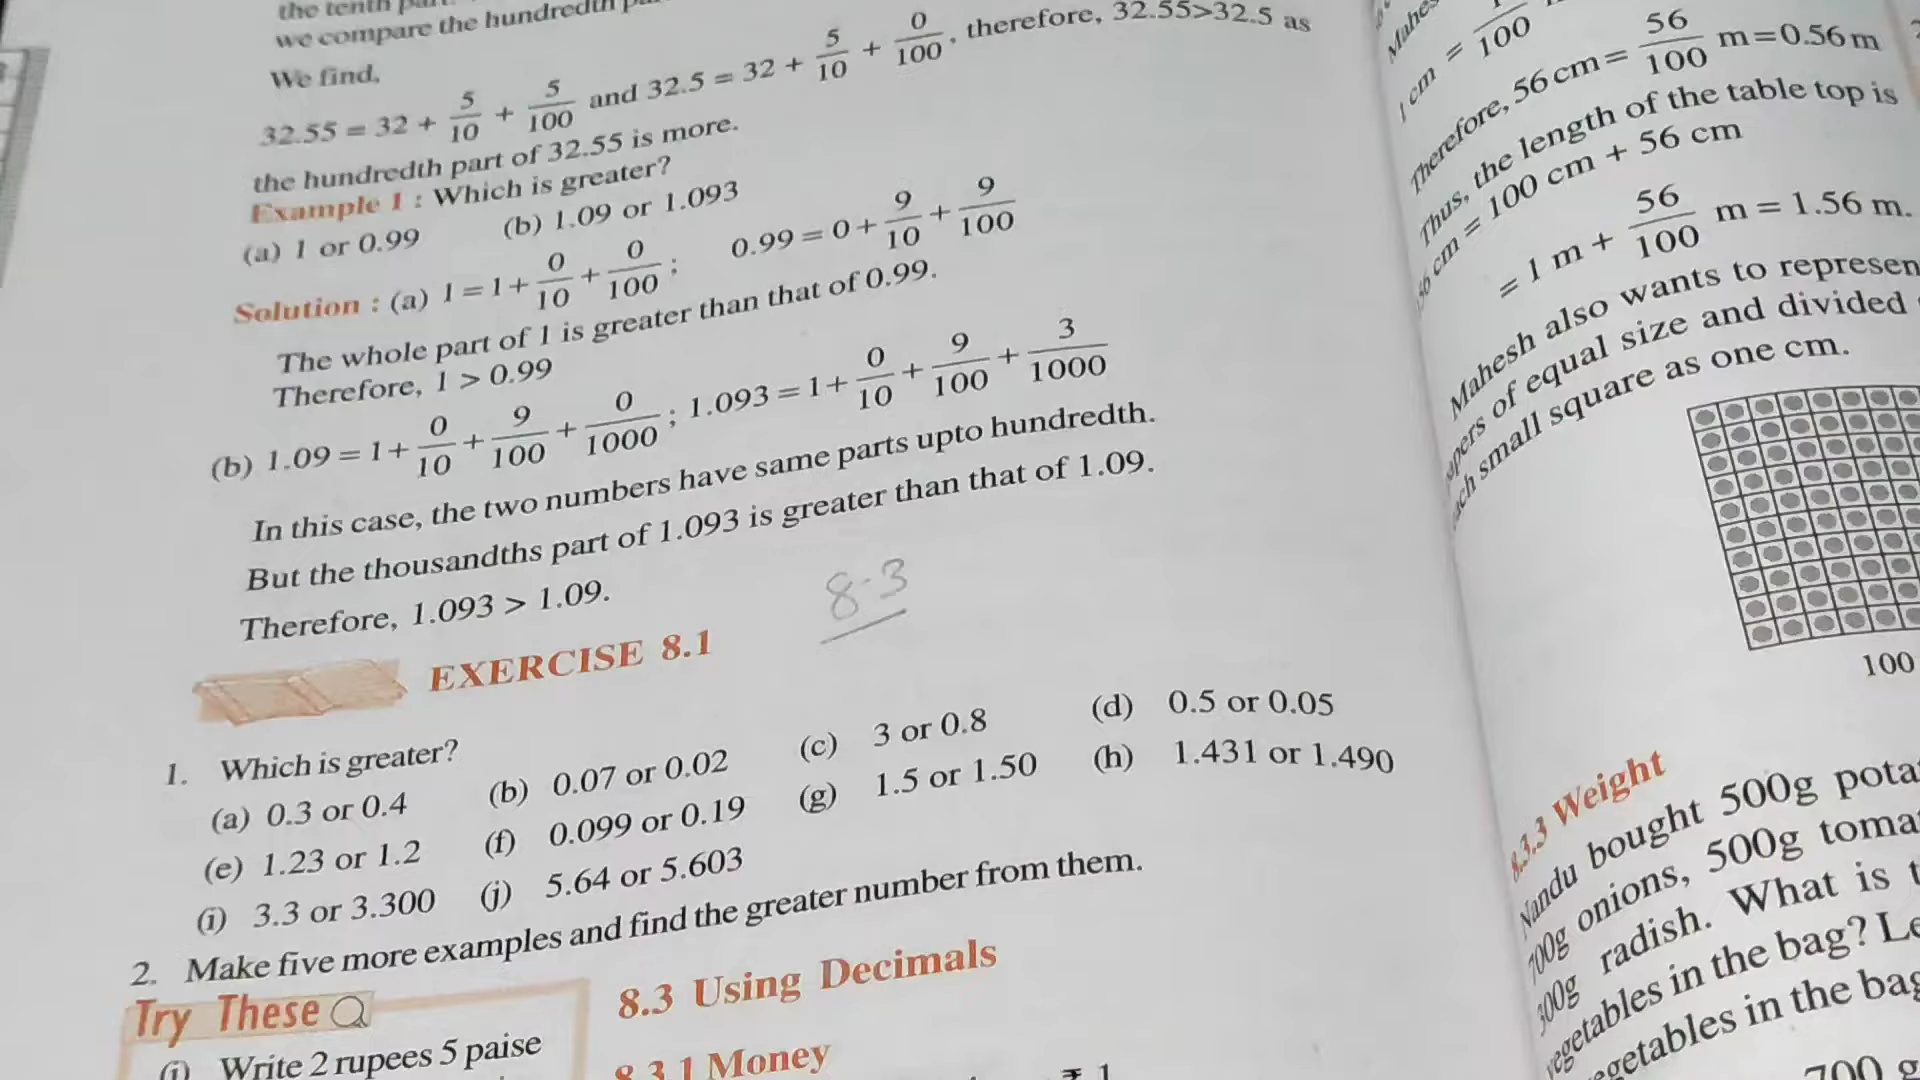 the tenth
we compare the hundredth
We find,
32.55 = 32 + 5/10 + 5/100 and 32.5 = 32 + 5/10 + 0/100, therefore, 32.55>32.5 as
the hundredth part of 32.55 is more.
Example 1 : Which is greater?
(a) 1 or 0.99 (b) 1.09 or 1.093
Solution : (a) 1 = 1 + 0/10 + 0/100 ; 0.99 = 0 + 9/10 + 9/100
The whole part of 1 is greater than that of 0.99.
Therefore, 1 > 0.99
(b) 1.09 = 1 + 0/10 + 9/100 + 0/1000 ; 1.093 = 1 + 0/10 + 9/100 + 3/1000
In this case, the two numbers have same parts upto hundredth.
But the thousandths part of 1.093 is greater than that of 1.09.
Therefore, 1.093 > 1.09.
8.3
EXERCISE 8.1
1. Which is greater?
(a) 0.3 or 0.4 (b) 0.07 or 0.02 (c) 3 or 0.8 (d) 0.5 or 0.05
(e) 1.23 or 1.2 (f) 0.099 or 0.19 (g) 1.5 or 1.50 (h) 1.431 or 1.490
(i) 3.3 or 3.300 (j) 5.64 or 5.603
2. Make five more examples and find the greater number from them.
Try These
(i) Write 2 rupees 5 paise
8.3 Using Decimals
8.3.1 Money
₹ 1
1 cm = 100
Therefore, 56 cm = 56/100 m = 0.56 m
Thus, the length of the table top is
56 cm = 100 cm + 56 cm
= 1 m + 56/100 m = 1.56 m.
Mahesh also wants to represen
of equal size and divided
small square as one cm.
100
8.3.3 Weight
Nandu bought 500g pota
onions, 500g toma
300g radish. What is t
vegetables in the bag? Le
in the bag
700 g